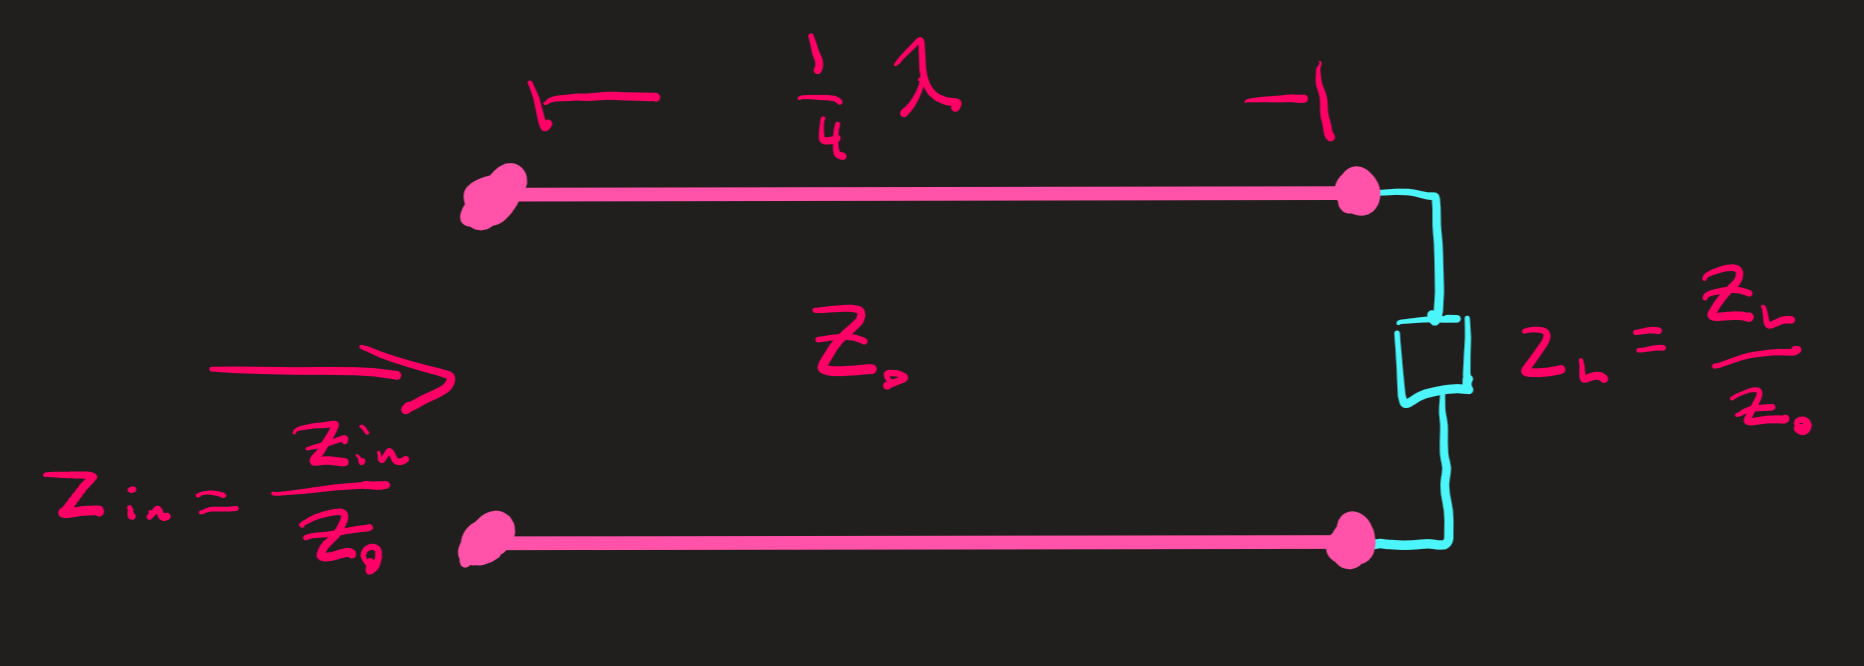 1/4 λ
Z₀
z_L = Z_L/Z₀
z_in = Z_in/Z₀